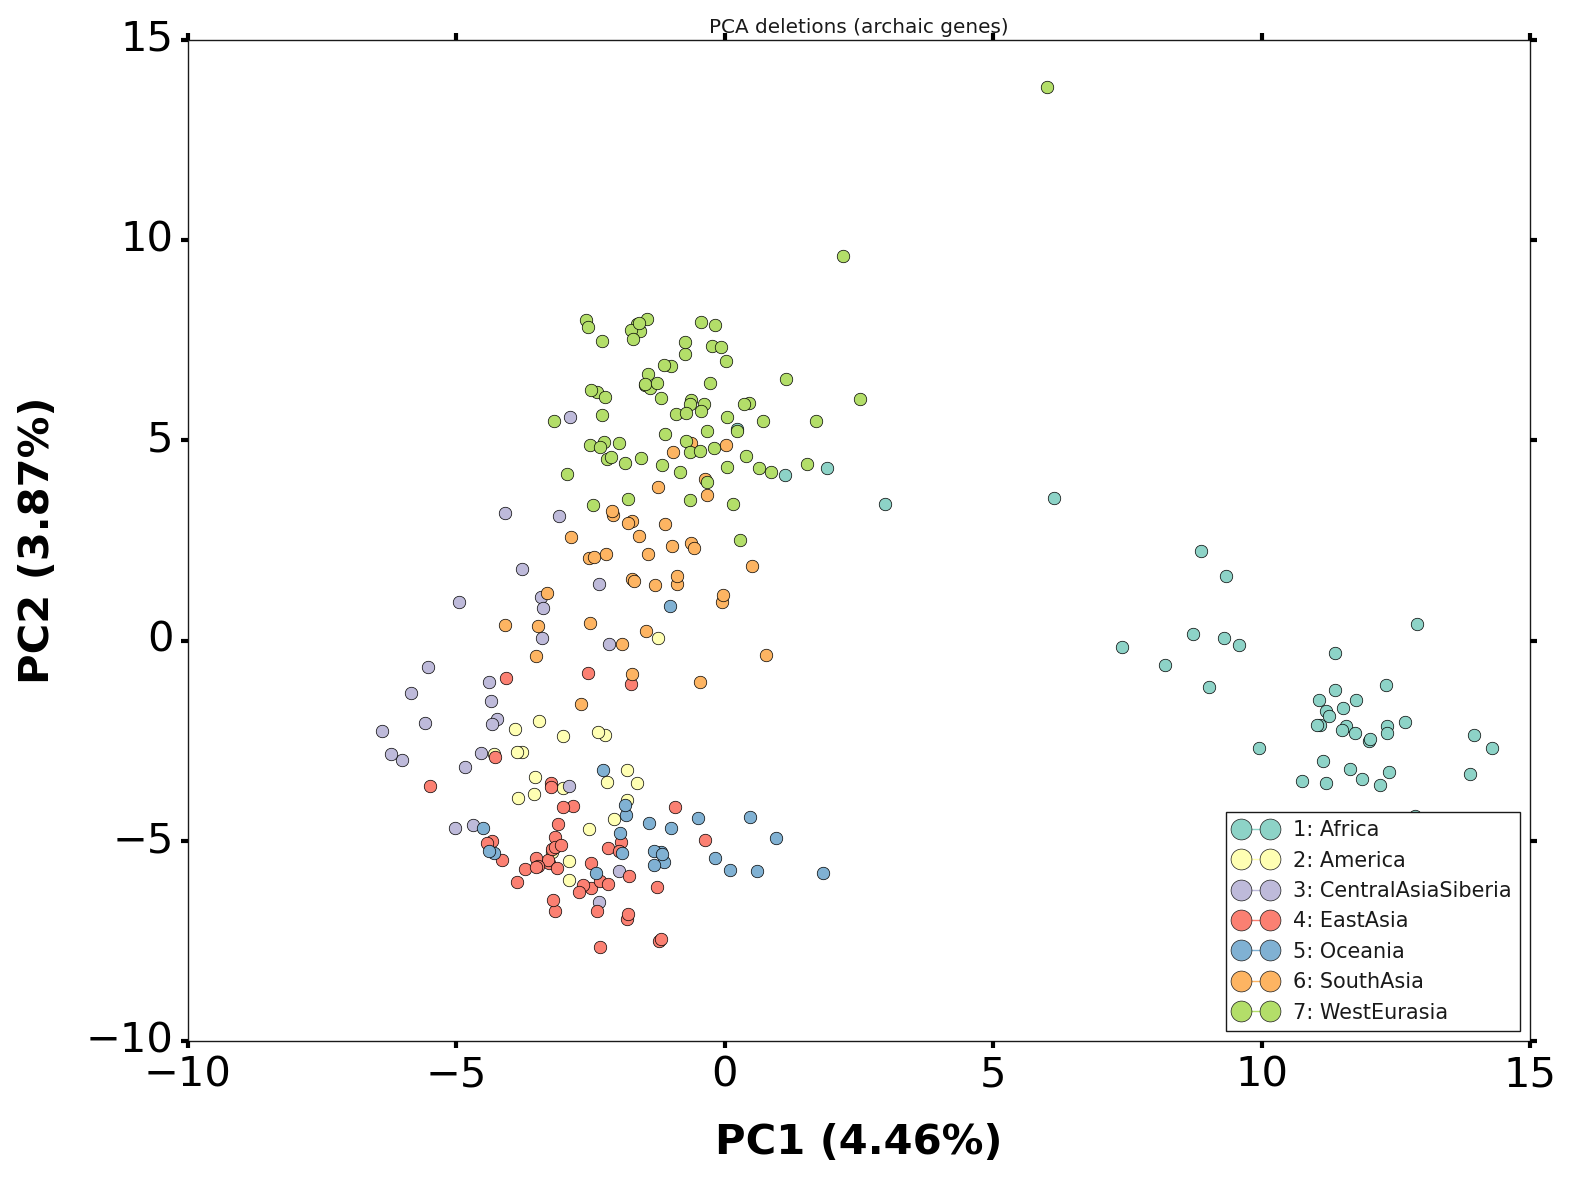 PCA deletions (archaic genes)
15
10
5
0
−5
−10
PC2 (3.87%)
−10
−5
0
5
10
15
PC1 (4.46%)
1: Africa
2: America
3: CentralAsiaSiberia
4: EastAsia
5: Oceania
6: SouthAsia
7: WestEurasia